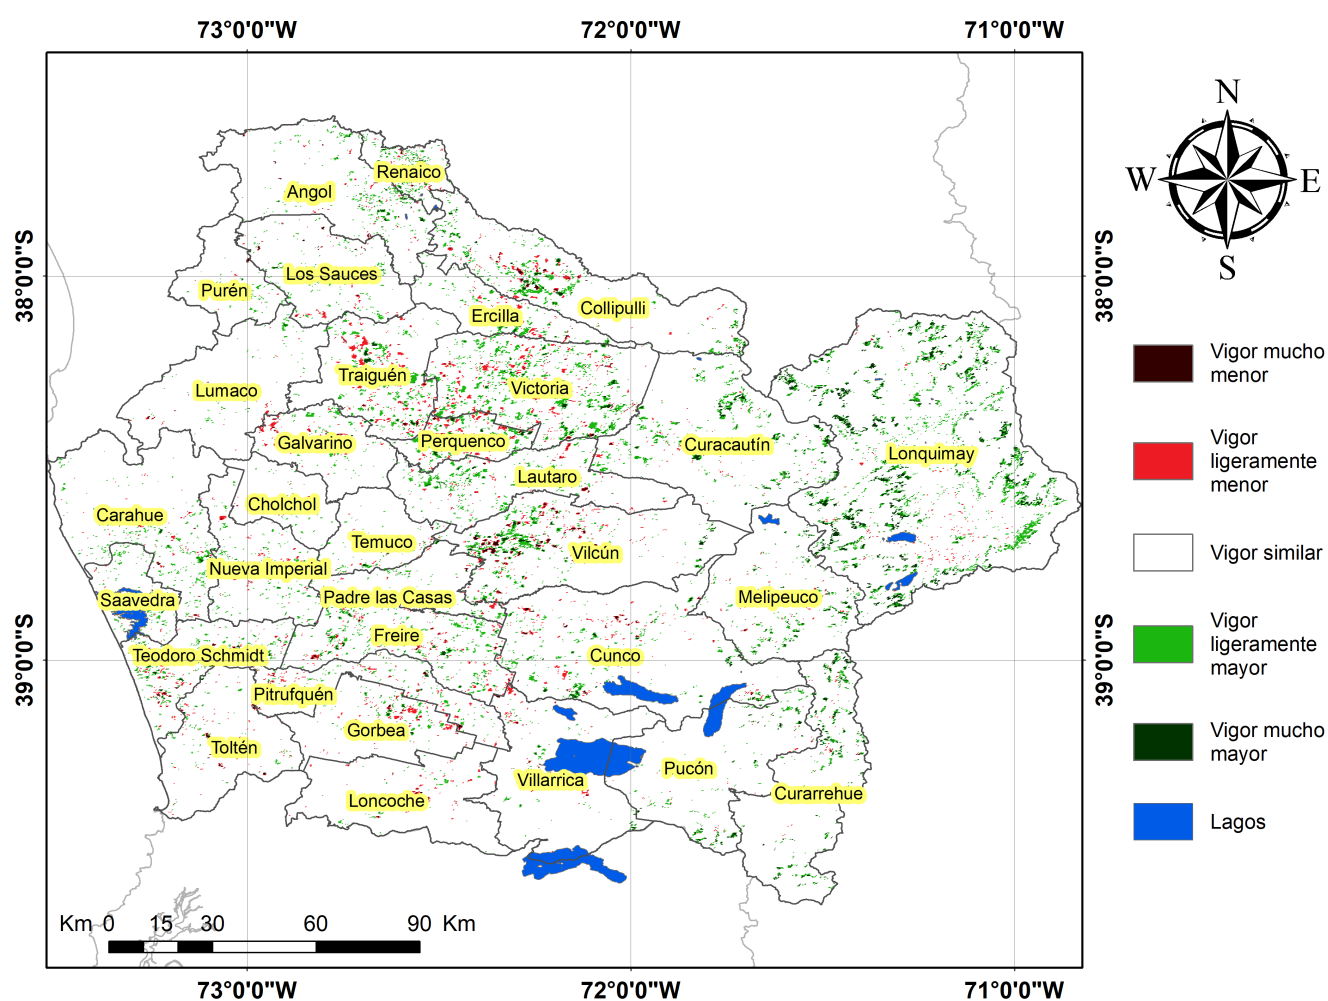 73°0'0"W
72°0'0"W
71°0'0"W
N
W
E
S
38°0'0"S
38°0'0"S
39°0'0"S
39°0'0"S
Renaico
Angol
Los Sauces
Purén
Collipulli
Ercilla
Traiguén
Victoria
Lumaco
Galvarino
Perquenco
Curacautín
Lonquimay
Lautaro
Cholchol
Carahue
Temuco
Vilcún
Nueva Imperial
Saavedra
Padre las Casas
Melipeuco
Freire
Teodoro Schmidt
Cunco
Pitrufquén
Gorbea
Toltén
Villarrica
Pucón
Curarrehue
Loncoche
Vigor mucho
menor
Vigor
ligeramente
menor
Vigor similar
Vigor
ligeramente
mayor
Vigor mucho
mayor
Lagos
Km 0 15 30 60 90 Km
73°0'0"W
72°0'0"W
71°0'0"W